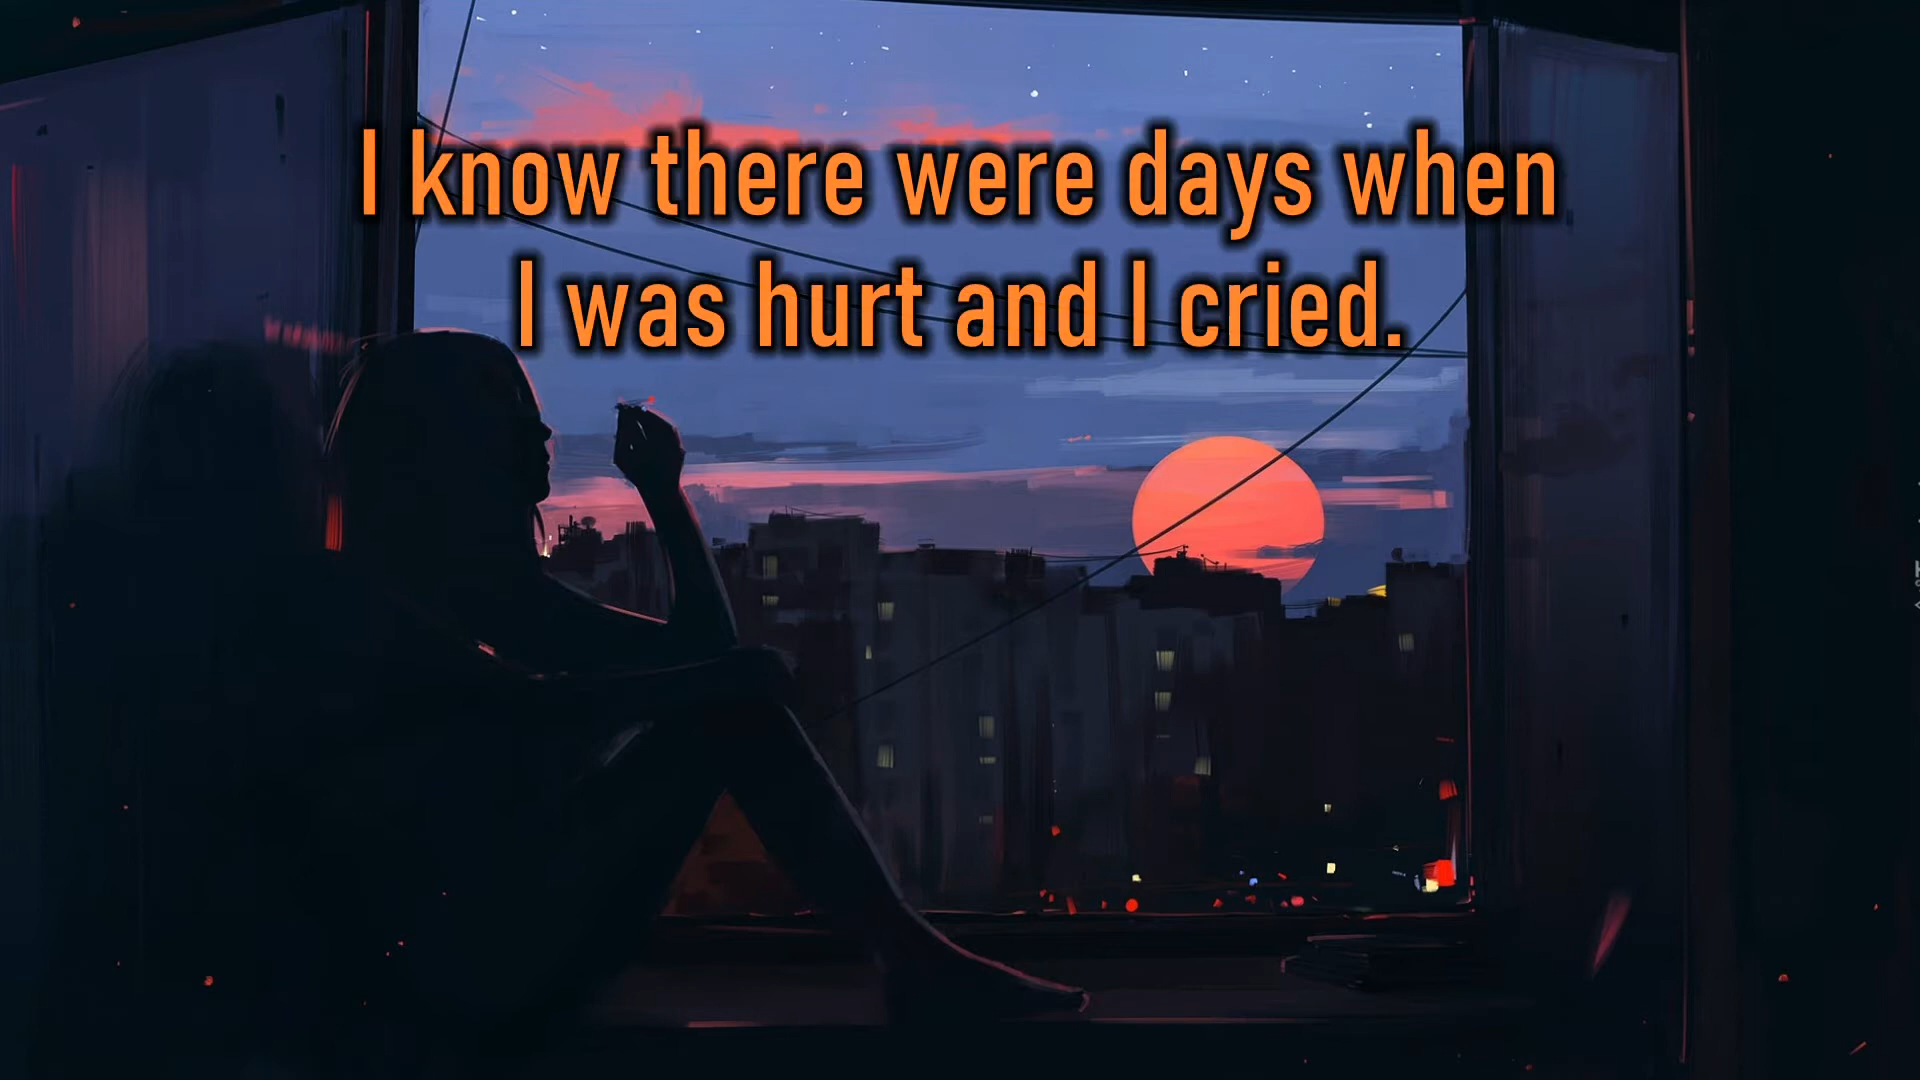 I know there were days when
I was hurt and I cried.